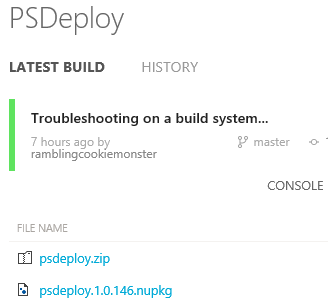 PSDeploy
LATEST BUILD HISTORY
Troubleshooting on a build system...
7 hours ago by master
ramblingcookiemonster
CONSOLE
FILE NAME
psdeploy.zip
psdeploy.1.0.146.nupkg